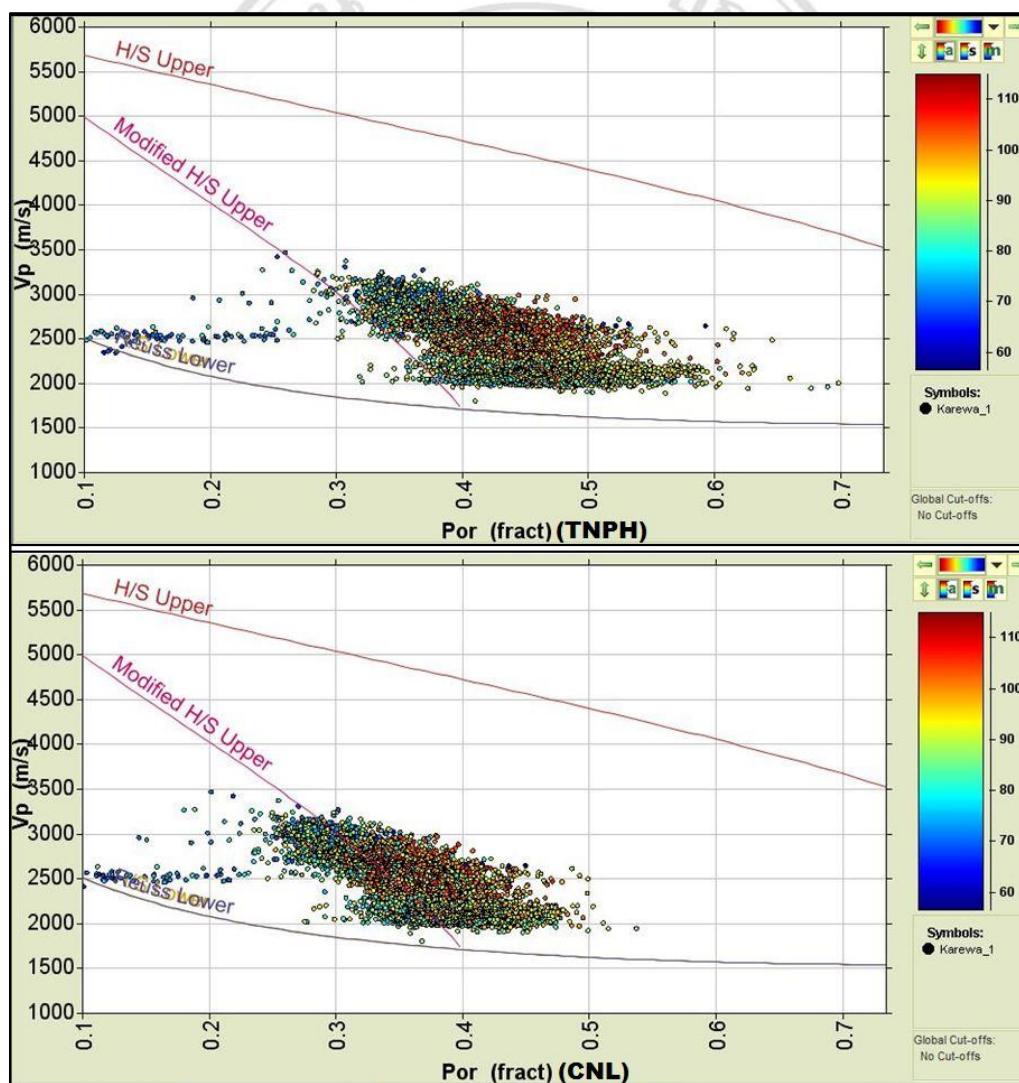 6000
5500
5000
4500
4000
3500
3000
2500
2000
1500
1000
Vp (m/s)
H/S Upper
Modified H/S Upper
Reuss Lower
0.1 0.2 0.3 0.4 0.5 0.6 0.7
Por (fract) (TNPH)
a s m
110
100
90
80
70
60
Symbols:
Karewa_1
Global Cut-offs:
No Cut-offs
6000
5500
5000
4500
4000
3500
3000
2500
2000
1500
1000
Vp (m/s)
H/S Upper
Modified H/S Upper
Reuss Lower
0.1 0.2 0.3 0.4 0.5 0.6 0.7
Por (fract) (CNL)
a s m
110
100
90
80
70
60
Symbols:
Karewa_1
Global Cut-offs:
No Cut-offs